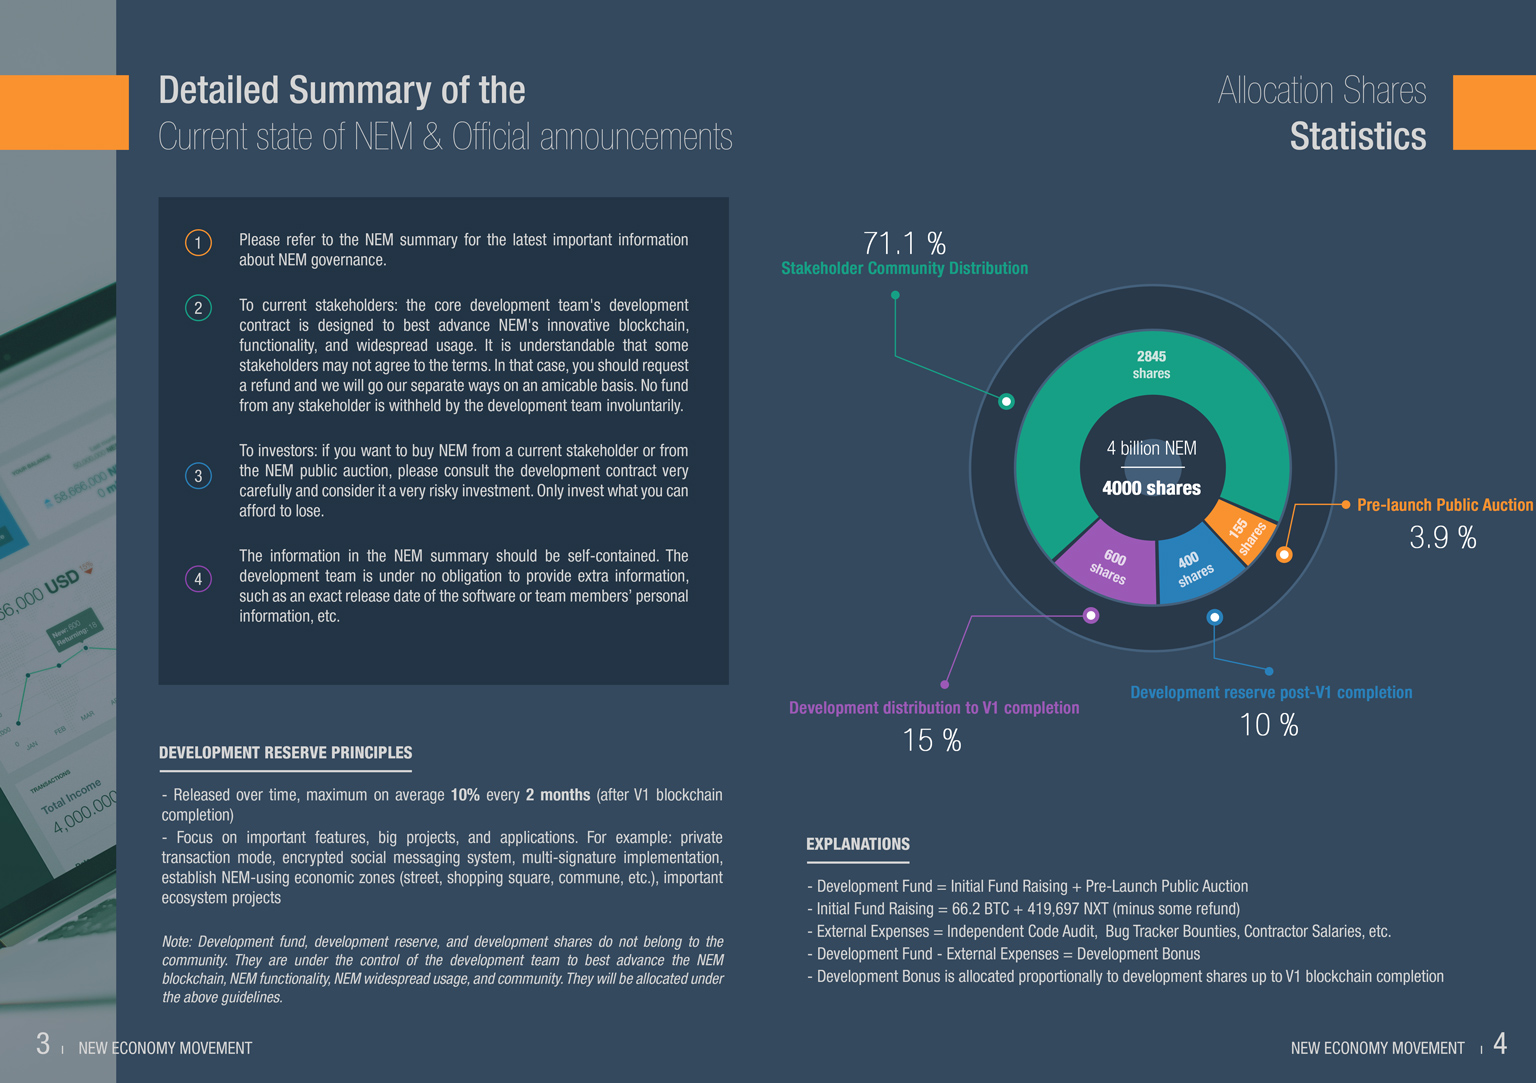 Detailed Summary of the
Current state of NEM & Official announcements
1
Please refer to the NEM summary for the latest important information
about NEM governance.
2
To current stakeholders: the core development team's development
contract is designed to best advance NEM's innovative blockchain,
functionality, and widespread usage. It is understandable that some
stakeholders may not agree to the terms. In that case, you should request
a refund and we will go our separate ways on an amicable basis. No fund
from any stakeholder is withheld by the development team involuntarily.
3
To investors: if you want to buy NEM from a current stakeholder or from
the NEM public auction, please consult the development contract very
carefully and consider it a very risky investment. Only invest what you can
afford to lose.
4
The information in the NEM summary should be self-contained. The
development team is under no obligation to provide extra information,
such as an exact release date of the software or team members’ personal
information, etc.
DEVELOPMENT RESERVE PRINCIPLES
- Released over time, maximum on average 10% every 2 months (after V1 blockchain
completion)
- Focus on important features, big projects, and applications. For example: private
transaction mode, encrypted social messaging system, multi-signature implementation,
establish NEM-using economic zones (street, shopping square, commune, etc.), important
ecosystem projects
Note: Development fund, development reserve, and development shares do not belong to the
community. They are under the control of the development team to best advance the NEM
blockchain, NEM functionality, NEM widespread usage, and community. They will be allocated under
the above guidelines.
USD
New: 600
Returning: 18
JAN
FEB
MAR
TRANSACTIONS
Total Income
4,000.000
3 | NEW ECONOMY MOVEMENT
Allocation Shares
Statistics
71.1 %
Stakeholder Community Distribution
2845
shares
4 billion NEM
4000 shares
155
shares
Pre-launch Public Auction
3.9 %
600
shares
400
shares
Development reserve post-V1 completion
10 %
Development distribution to V1 completion
15 %
EXPLANATIONS
- Development Fund = Initial Fund Raising + Pre-Launch Public Auction
- Initial Fund Raising = 66.2 BTC + 419,697 NXT (minus some refund)
- External Expenses = Independent Code Audit, Bug Tracker Bounties, Contractor Salaries, etc.
- Development Fund - External Expenses = Development Bonus
- Development Bonus is allocated proportionally to development shares up to V1 blockchain completion
NEW ECONOMY MOVEMENT | 4